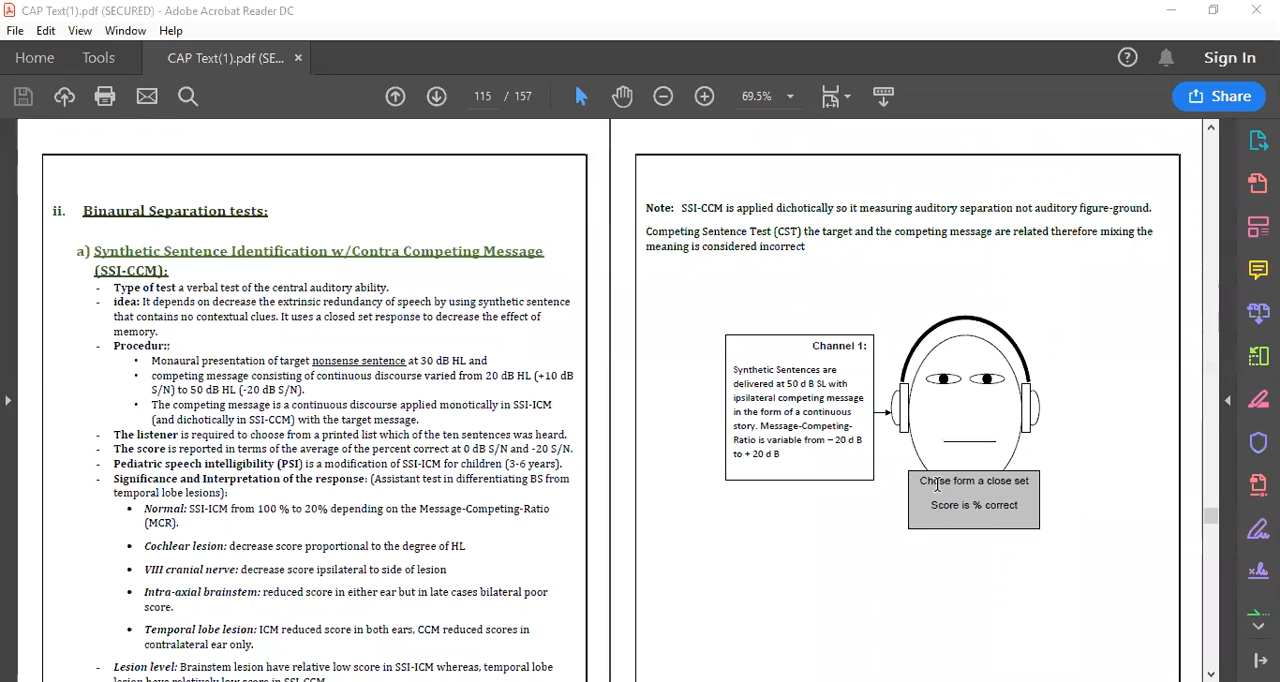 CAP Text(1).pdf (SECURED) - Adobe Acrobat Reader DC
File Edit View Window Help
Home Tools CAP Text(1).pdf (SE... × Sign In
115 / 157 69.5% Share
ii. Binaural Separation tests:
a) Synthetic Sentence Identification w/Contra Competing Message
(SSI-CCM):
- Type of test a verbal test of the central auditory ability.
- idea: It depends on decrease the extrinsic redundancy of speech by using synthetic sentence
that contains no contextual clues. It uses a closed set response to decrease the effect of
memory.
- Procedur::
• Monaural presentation of target nonsense sentence at 30 dB HL and
• competing message consisting of continuous discourse varied from 20 dB HL (+10 dB
S/N) to 50 dB HL (-20 dB S/N).
• The competing message is a continuous discourse applied monotically in SSI-ICM
(and dichotically in SSI-CCM) with the target message.
- The listener is required to choose from a printed list which of the ten sentences was heard.
- The score is reported in terms of the average of the percent correct at 0 dB S/N and -20 S/N.
- Pediatric speech intelligibility (PSI) is a modification of SSI-ICM for children (3-6 years).
- Significance and Interpretation of the response: (Assistant test in differentiating BS from
temporal lobe lesions):
• Normal: SSI-ICM from 100 % to 20% depending on the Message-Competing-Ratio
(MCR).
• Cochlear lesion: decrease score proportional to the degree of HL
• VIII cranial nerve: decrease score ipsilateral to side of lesion
• Intra-axial brainstem: reduced score in either ear but in late cases bilateral poor
score.
• Temporal lobe lesion: ICM reduced score in both ears, CCM reduced scores in
contralateral ear only.
- Lesion level: Brainstem lesion have relative low score in SSI-ICM whereas, temporal lobe
lesion have relatively low score in SSI-CCM
Note: SSI-CCM is applied dichotically so it measuring auditory separation not auditory figure-ground.
Competing Sentence Test (CST) the target and the competing message are related therefore mixing the
meaning is considered incorrect
Channel 1:
Synthetic Sentences are
delivered at 50 d B SL with
ipsilateral competing message
in the form of a continuous
story. Message-Competing-
Ratio is variable from – 20 d B
to + 20 d B
Chose form a close set
Score is % correct